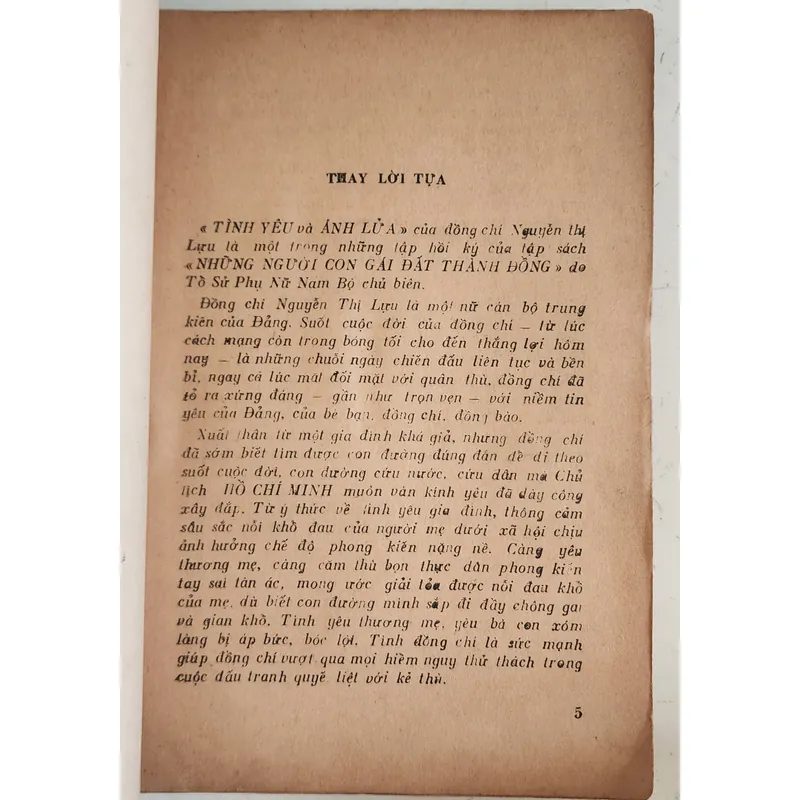 THAY LỜI TỰA
« TÌNH YÊU và ÁNH LỬA » của đồng chí Nguyễn thị
Lựu là một trong những tập hồi ký của tập sách
«NHỮNG NGƯỜI CON GÁI ĐẤT THÀNH ĐỒNG» do
Tổ Sử Phụ Nữ Nam Bộ chủ biên.
Đồng chí Nguyễn Thị Lựu là một nữ cán bộ trung
kiên của Đảng. Suốt cuộc đời của đồng chí – từ lúc
cách mạng còn trong bóng tối cho đến thắng lợi hôm
nay – là những chuỗi ngày chiến đấu liên tục và bền
bỉ, ngay cả lúc mặt đối mặt với quân thù, đồng chí đã
tỏ ra xứng đáng – gần như trọn vẹn – với niềm tin
yêu của Đảng, của bè bạn, đồng chí, đồng bào.
Xuất thân từ một gia đình khá giả, nhưng đồng chí
đã sớm biết tìm được con đường đúng đắn để đi theo
suốt cuộc đời, con đường cứu nước, cứu dân mà Chủ
tịch HỒ CHÍ MINH muôn vàn kính yêu đã dày công
xây đắp. Từ ý thức về tình yêu gia đình, thông cảm
sâu sắc nỗi khổ đau của người mẹ dưới xã hội chịu
ảnh hưởng chế độ phong kiến nặng nề. Càng yêu
thương mẹ, càng căm thù bọn thực dân phong kiến
tay sai tàn ác, mong ước giải tỏa được nỗi đau khổ
của mẹ, dù biết con đường mình sắp đi đầy chông gai
và gian khổ. Tình yêu thương mẹ, yêu bà con xóm
làng bị áp bức, bóc lột. Tình đồng chí là sức mạnh
giúp đồng chí vượt qua mọi hiểm nguy thử thách trong
cuộc đấu tranh quyết liệt với kẻ thù.
5